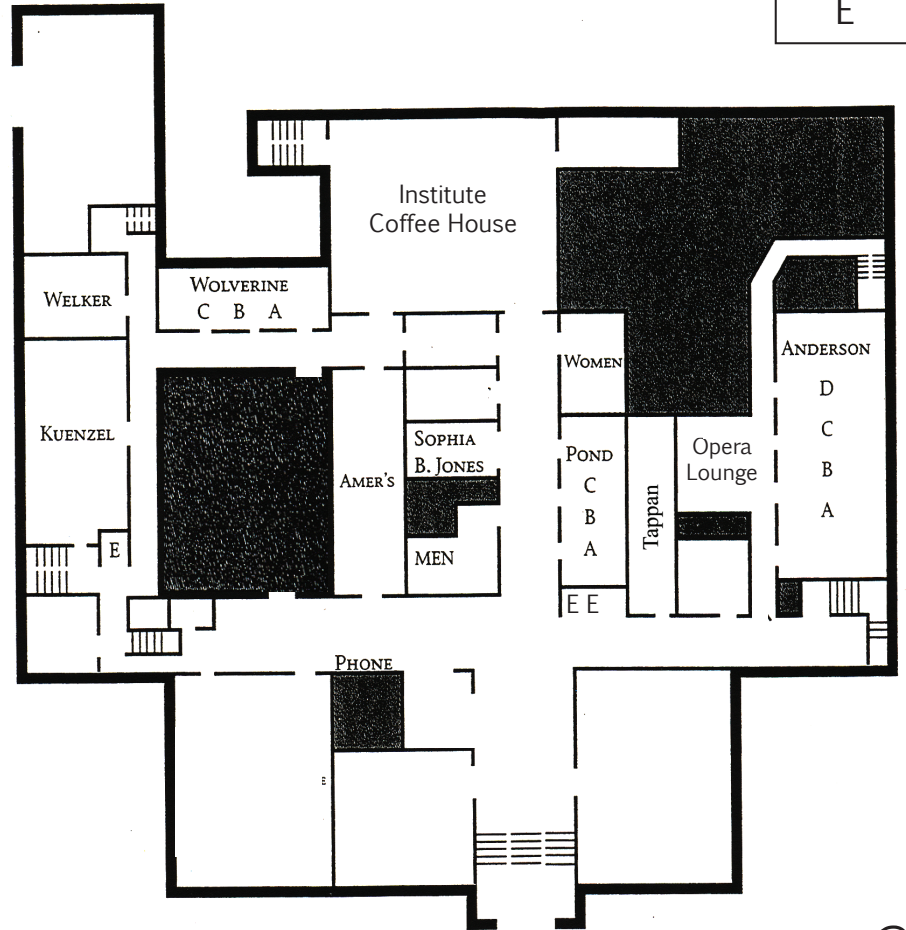 E
Institute
Coffee House
WELKER
WOLVERINE
C B A
ANDERSON
D
C
B
A
WOMEN
KUENZEL
SOPHIA
B. JONES
POND
C
B
A
Opera
Lounge
AMER'S
Tappan
E
MEN
E E
PHONE
E